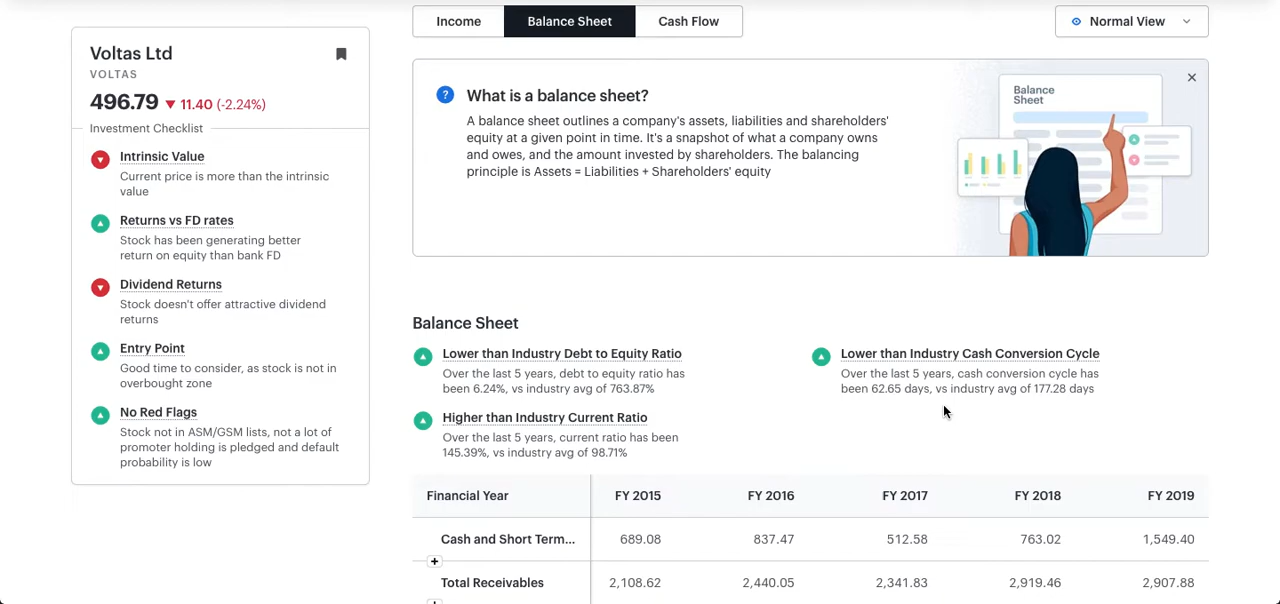 Income
Balance Sheet
Cash Flow
Normal View
Voltas Ltd
VOLTAS
496.79 ▼ 11.40 (-2.24%)
Investment Checklist
Intrinsic Value
Current price is more than the intrinsic
value
Returns vs FD rates
Stock has been generating better
return on equity than bank FD
Dividend Returns
Stock doesn't offer attractive dividend
returns
Entry Point
Good time to consider, as stock is not in
overbought zone
No Red Flags
Stock not in ASM/GSM lists, not a lot of
promoter holding is pledged and default
probability is low
? What is a balance sheet?
A balance sheet outlines a company's assets, liabilities and shareholders'
equity at a given point in time. It's a snapshot of what a company owns
and owes, and the amount invested by shareholders. The balancing
principle is Assets = Liabilities + Shareholders' equity
Balance
Sheet
Balance Sheet
Lower than Industry Debt to Equity Ratio
Over the last 5 years, debt to equity ratio has
been 6.24%, vs industry avg of 763.87%
Lower than Industry Cash Conversion Cycle
Over the last 5 years, cash conversion cycle has
been 62.65 days, vs industry avg of 177.28 days
Higher than Industry Current Ratio
Over the last 5 years, current ratio has been
145.39%, vs industry avg of 98.71%
Financial Year FY 2015 FY 2016 FY 2017 FY 2018 FY 2019
Cash and Short Term... 689.08 837.47 512.58 763.02 1,549.40
Total Receivables 2,108.62 2,440.05 2,341.83 2,919.46 2,907.88